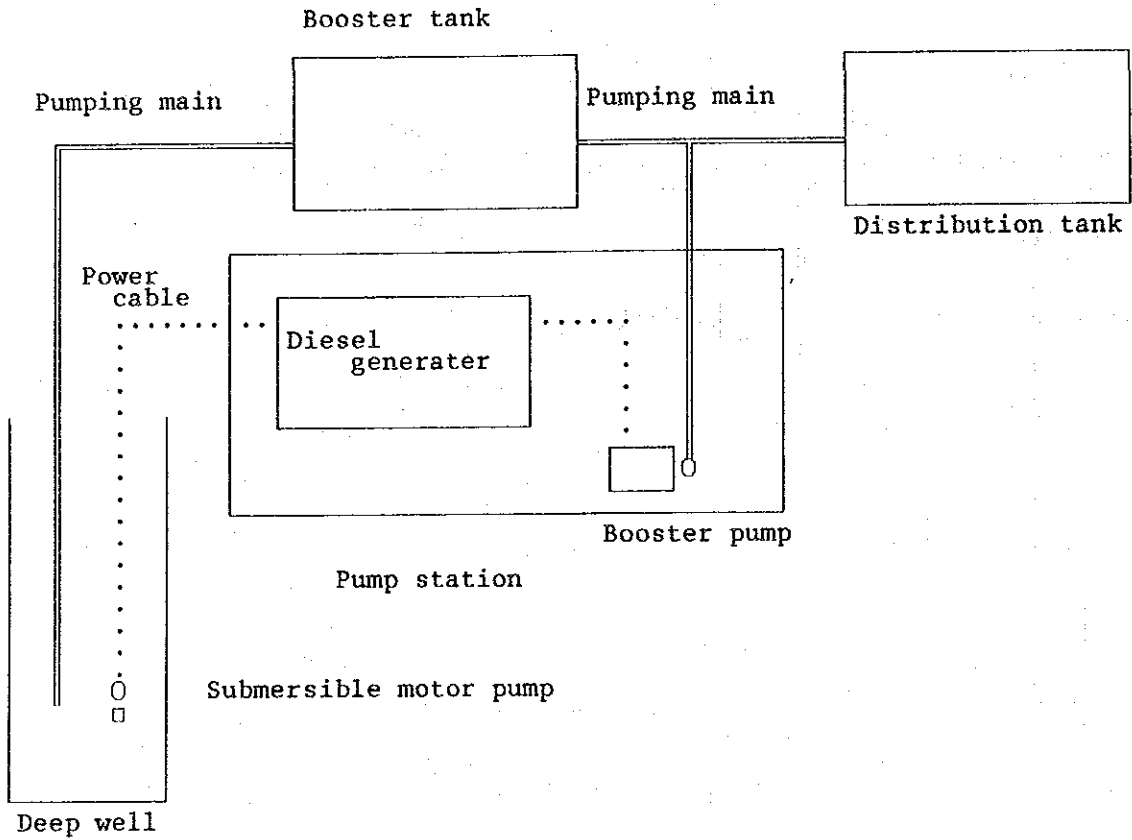 Booster tank
Pumping main
Pumping main
Distribution tank
Power
cable
Diesel
generater
Booster pump
Pump station
Submersible motor pump
Deep well